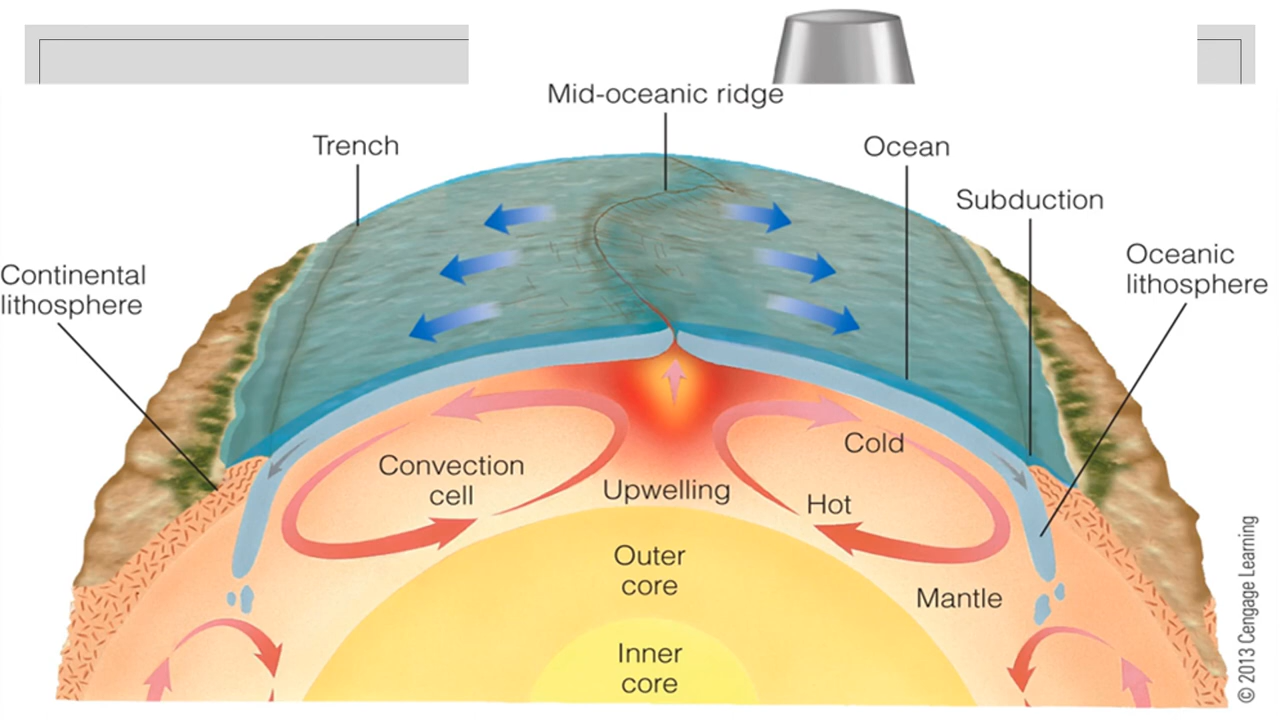 Mid-oceanic ridge
Trench
Ocean
Subduction
Oceanic
lithosphere
Continental
lithosphere
Cold
Convection
cell
Upwelling
Hot
Outer
core
Mantle
Inner
core
© 2013 Cengage Learning